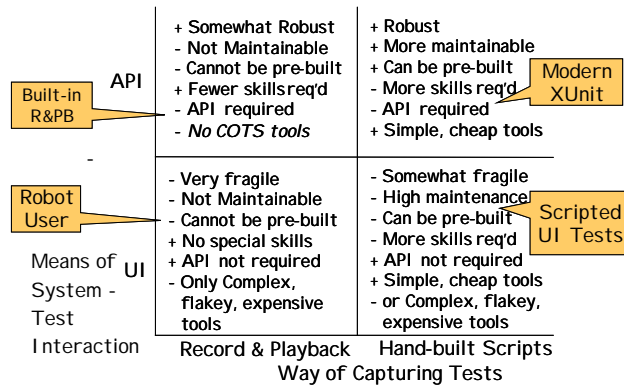 API
Built-in
R&PB
+ Somewhat Robust
- Not Maintainable
- Cannot be pre-built
+ Fewer skills req'd
- API required
- No COTS tools
+ Robust
+ More maintainable
+ Can be pre-built
- More skills req'd
- API required
+ Simple, cheap tools
Modern
XUnit
-
Robot
User
- Very fragile
- Not Maintainable
- Cannot be pre-built
+ No special skills
+ API not required
- Only Complex,
flakey, expensive
tools
- Somewhat fragile
- High maintenance
- Can be pre-built
- More skills req'd
+ API not required
+ Simple, cheap tools
- or Complex, flakey,
expensive tools
Scripted
UI Tests
UI
Means of
System -
Test
Interaction
Record & Playback
Hand-built Scripts
Way of Capturing Tests